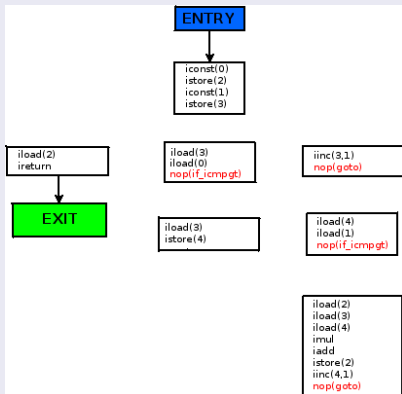 ENTRY
iconst(0)
istore(2)
iconst(1)
istore(3)
iload(2)
ireturn
iload(3)
iload(0)
nop(if_icmpgt)
iinc(3,1)
nop(goto)
EXIT
iload(3)
istore(4)
iload(4)
iload(1)
nop(if_icmpgt)
iload(2)
iload(3)
iload(4)
imul
iadd
istore(2)
iinc(4,1)
nop(goto)